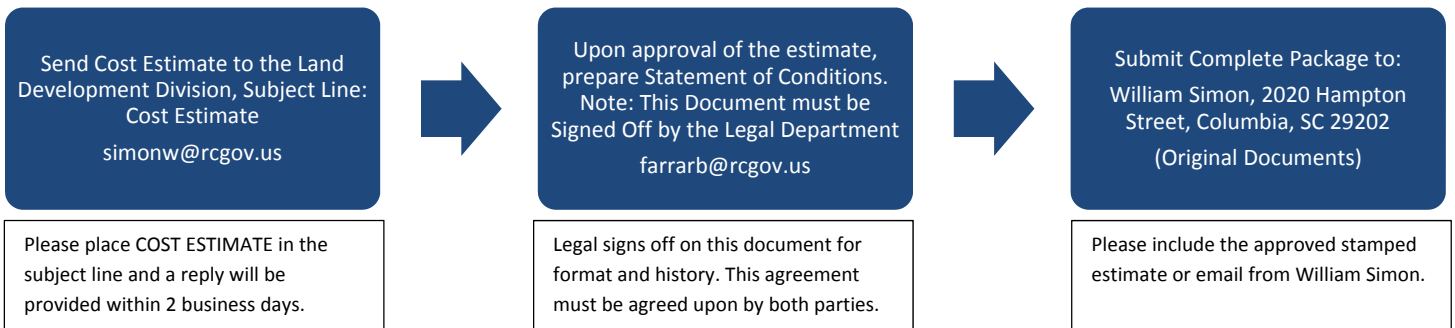 Send Cost Estimate to the Land
Development Division, Subject Line:
Cost Estimate
simonw@rcgov.us
Please place COST ESTIMATE in the
subject line and a reply will be
provided within 2 business days.
Upon approval of the estimate,
prepare Statement of Conditions.
Note: This Document must be
Signed Off by the Legal Department
farrarb@rcgov.us
Legal signs off on this document for
format and history. This agreement
must be agreed upon by both parties.
Submit Complete Package to:
William Simon, 2020 Hampton
Street, Columbia, SC 29202
(Original Documents)
Please include the approved stamped
estimate or email from William Simon.